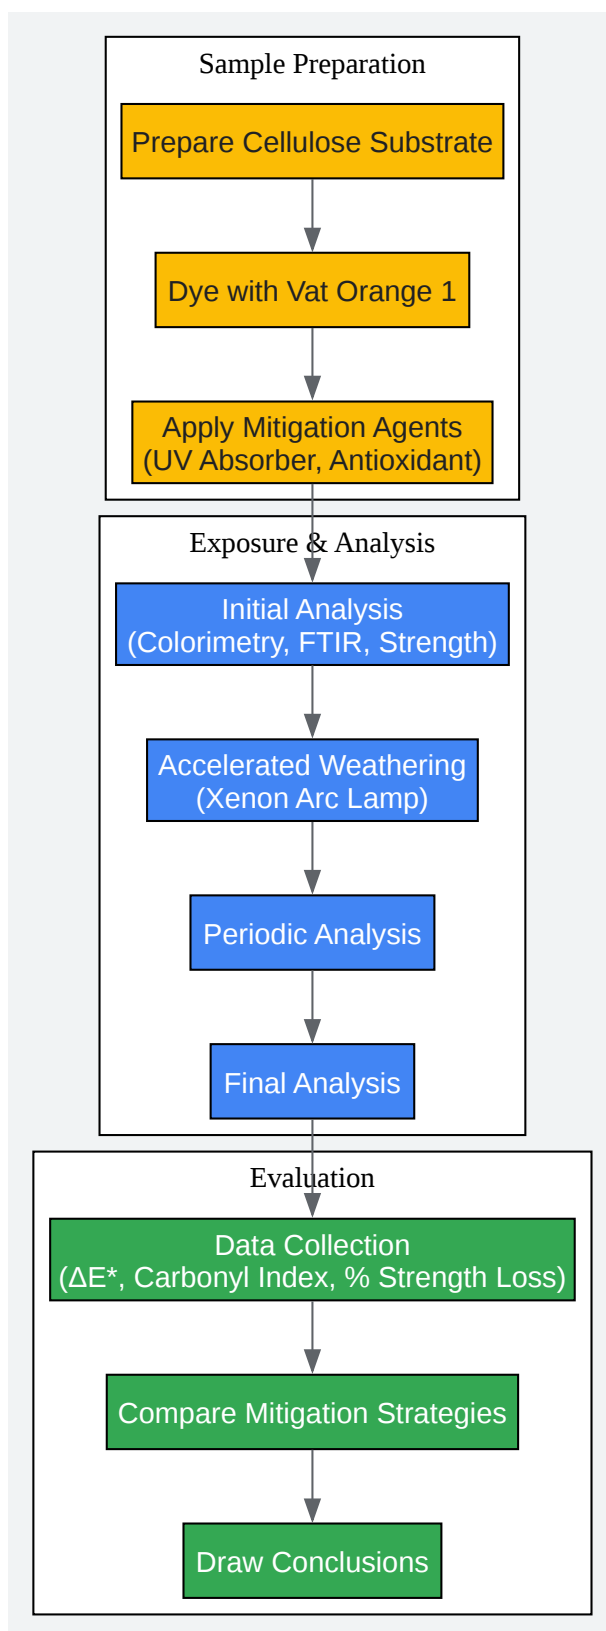 Sample Preparation
Prepare Cellulose Substrate
Dye with Vat Orange 1
Apply Mitigation Agents
(UV Absorber, Antioxidant)
Exposure & Analysis
Initial Analysis
(Colorimetry, FTIR, Strength)
Accelerated Weathering
(Xenon Arc Lamp)
Periodic Analysis
Final Analysis
Evaluation
Data Collection
(ΔE*, Carbonyl Index, % Strength Loss)
Compare Mitigation Strategies
Draw Conclusions